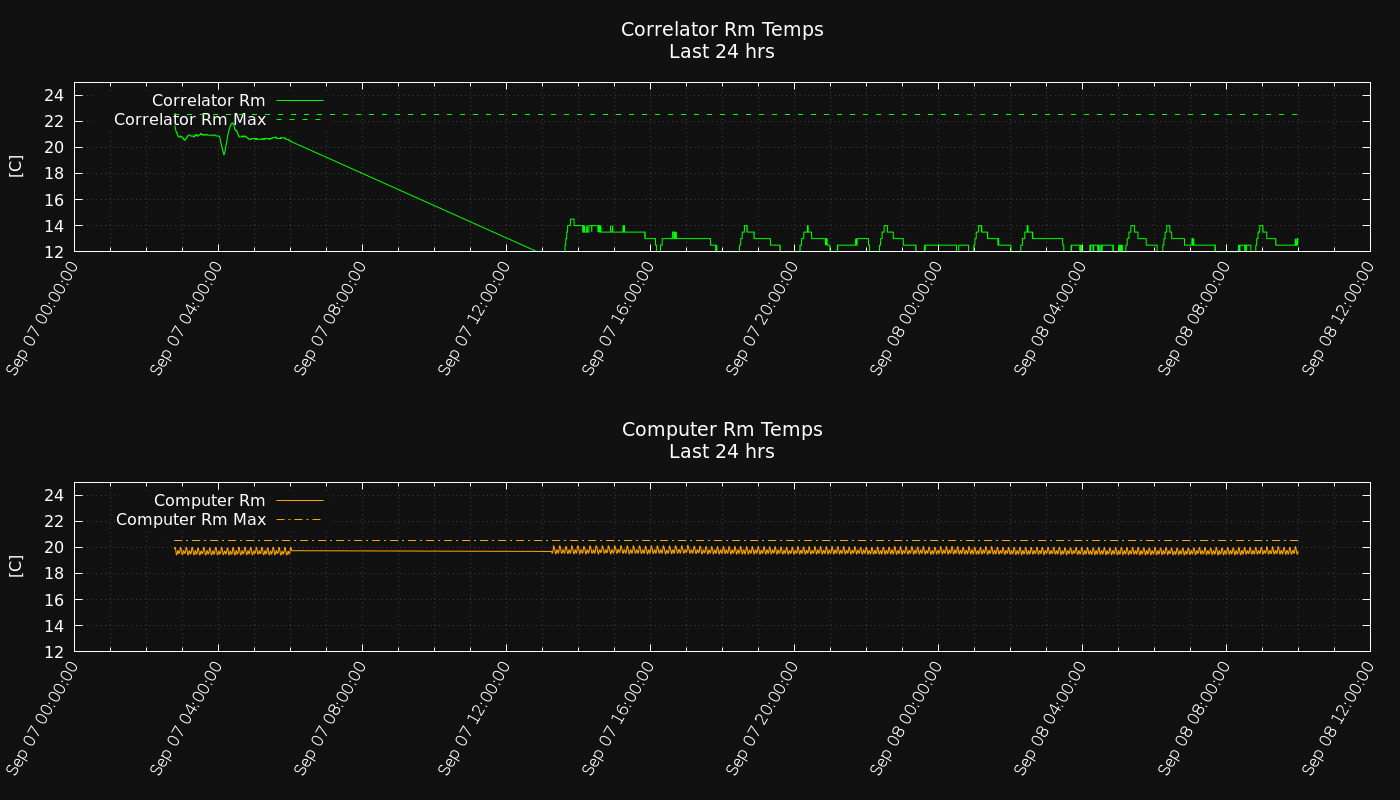 Correlator Rm Temps
Last 24 hrs
Correlator Rm
Correlator Rm Max
[C]
24
22
20
18
16
14
12
Sep 07 00:00:00
Sep 07 04:00:00
Sep 07 08:00:00
Sep 07 12:00:00
Sep 07 16:00:00
Sep 07 20:00:00
Sep 08 00:00:00
Sep 08 04:00:00
Sep 08 08:00:00
Sep 08 12:00:00
Computer Rm Temps
Last 24 hrs
Computer Rm
Computer Rm Max
[C]
24
22
20
18
16
14
12
Sep 07 00:00:00
Sep 07 04:00:00
Sep 07 08:00:00
Sep 07 12:00:00
Sep 07 16:00:00
Sep 07 20:00:00
Sep 08 00:00:00
Sep 08 04:00:00
Sep 08 08:00:00
Sep 08 12:00:00